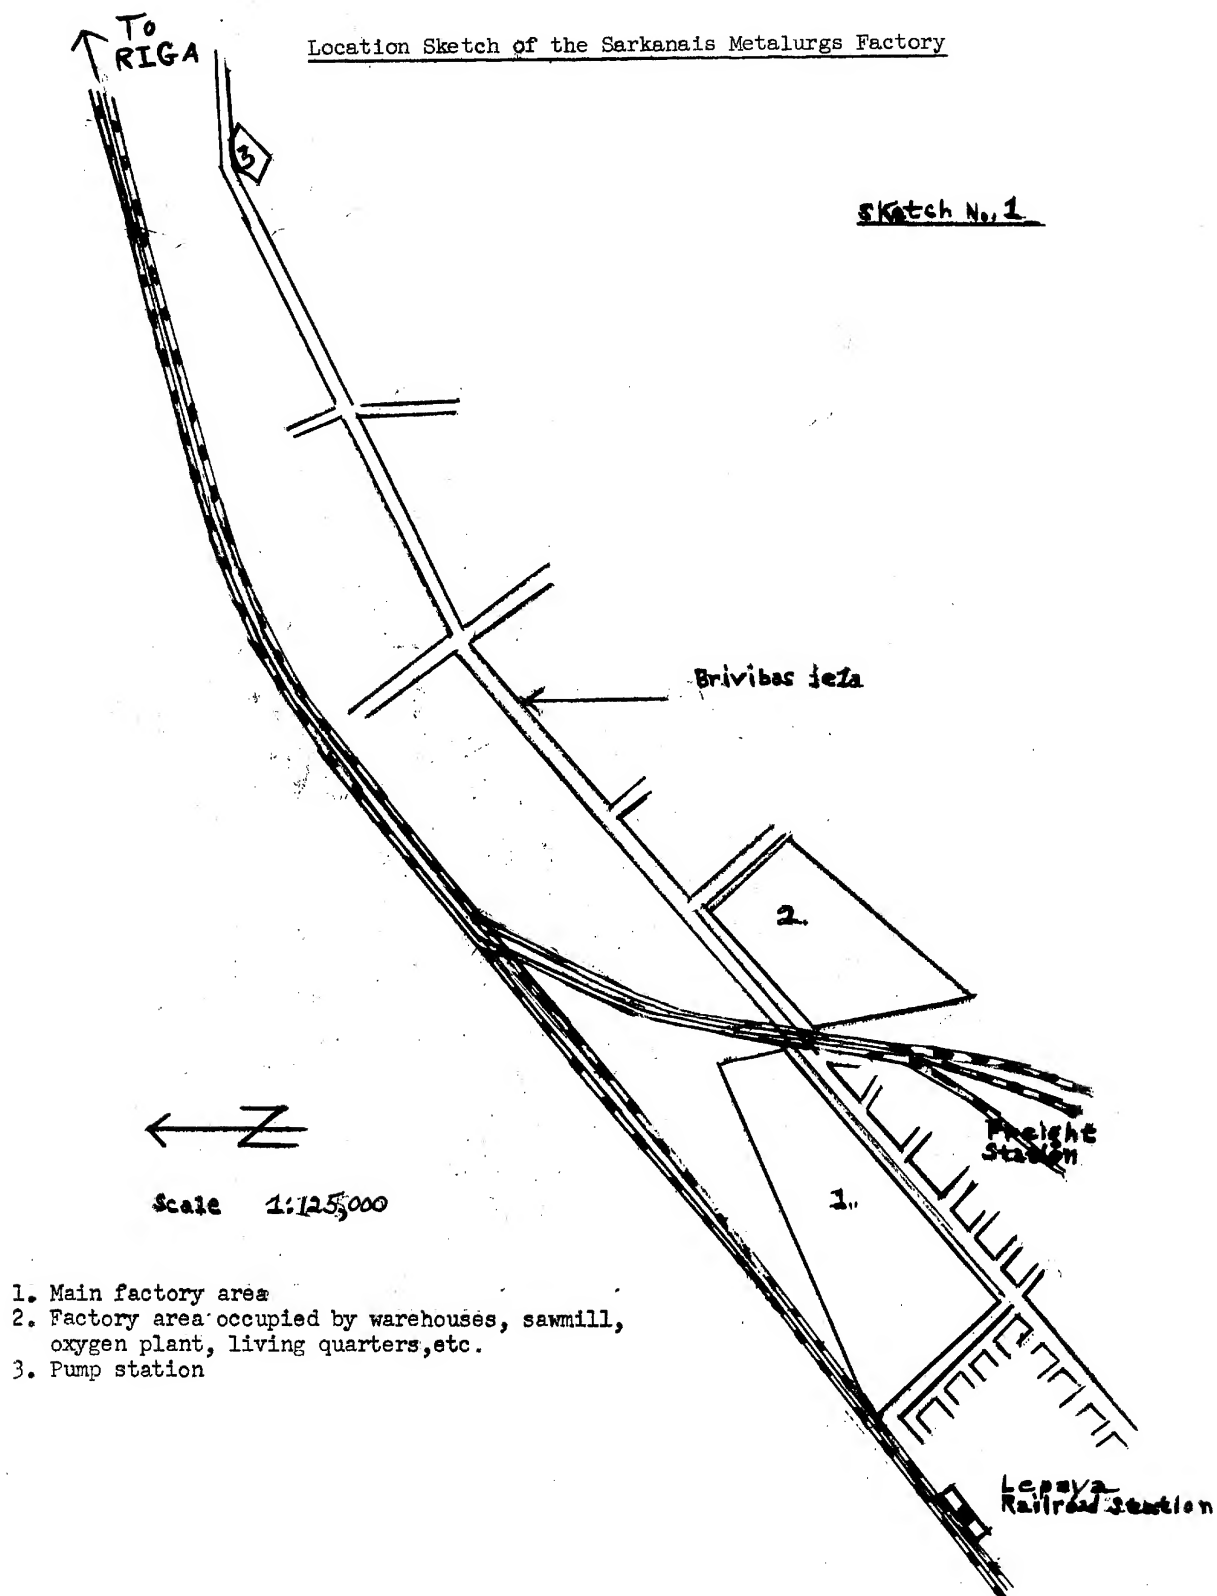 To
RIGA
Location Sketch of the Sarkanais Metalurgs Factory
3
Sketch No. 1
Brivibas iela
2.
N
Freight
Station
Scale 1:125,000
1.
1. Main factory area
2. Factory area occupied by warehouses, sawmill,
oxygen plant, living quarters, etc.
3. Pump station
Lepaya
Railroad Station